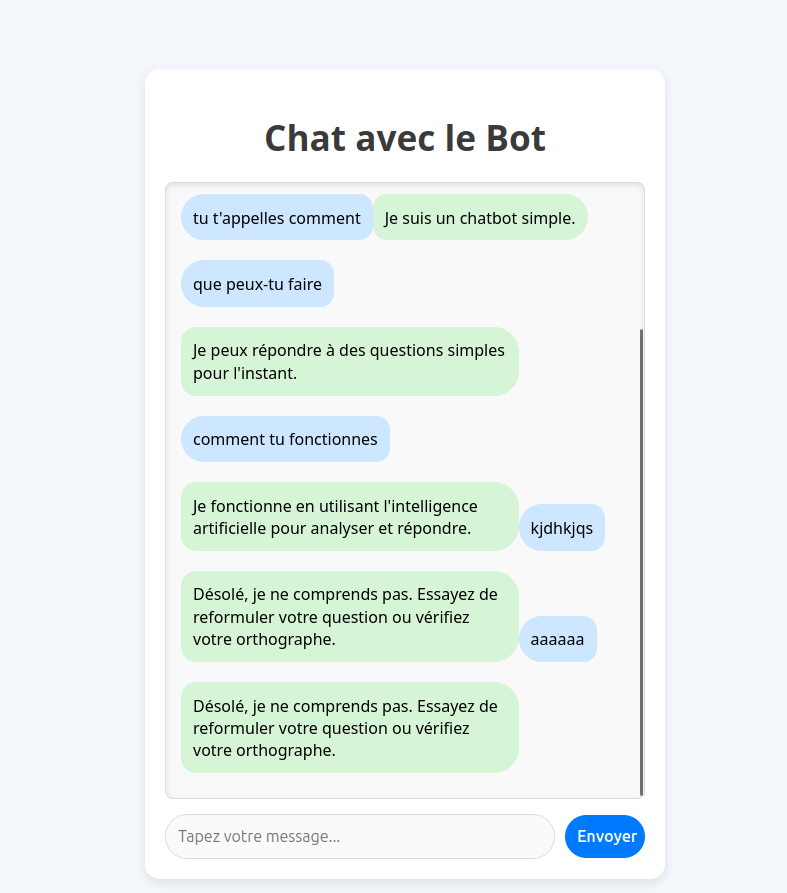 Chat avec le Bot
tu t'appelles comment
Je suis un chatbot simple.
que peux-tu faire
Je peux répondre à des questions simples
pour l'instant.
comment tu fonctionnes
Je fonctionne en utilisant l'intelligence
artificielle pour analyser et répondre.
kjdhkjqs
Désolé, je ne comprends pas. Essayez de
reformuler votre question ou vérifiez
votre orthographe.
aaaaaa
Désolé, je ne comprends pas. Essayez de
reformuler votre question ou vérifiez
votre orthographe.
Tapez votre message...
Envoyer